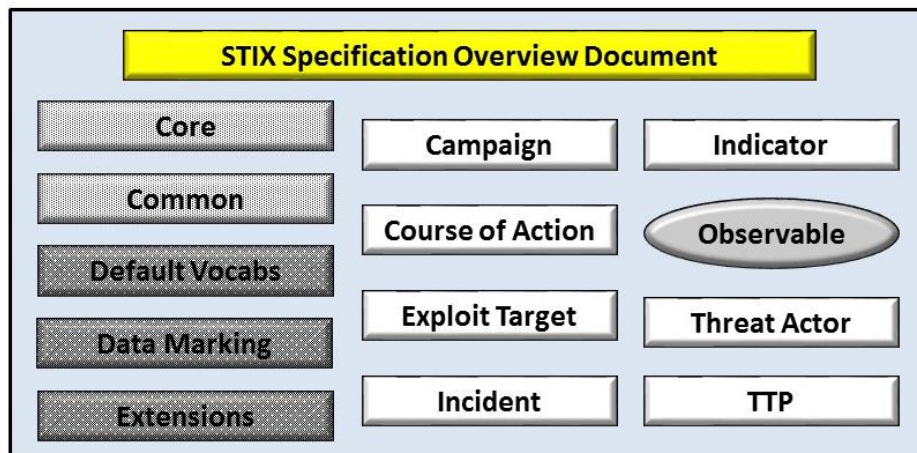 STIX Specification Overview Document
Core
Common
Default Vocabs
Data Marking
Extensions
Campaign
Course of Action
Exploit Target
Incident
Indicator
Observable
Threat Actor
TTP